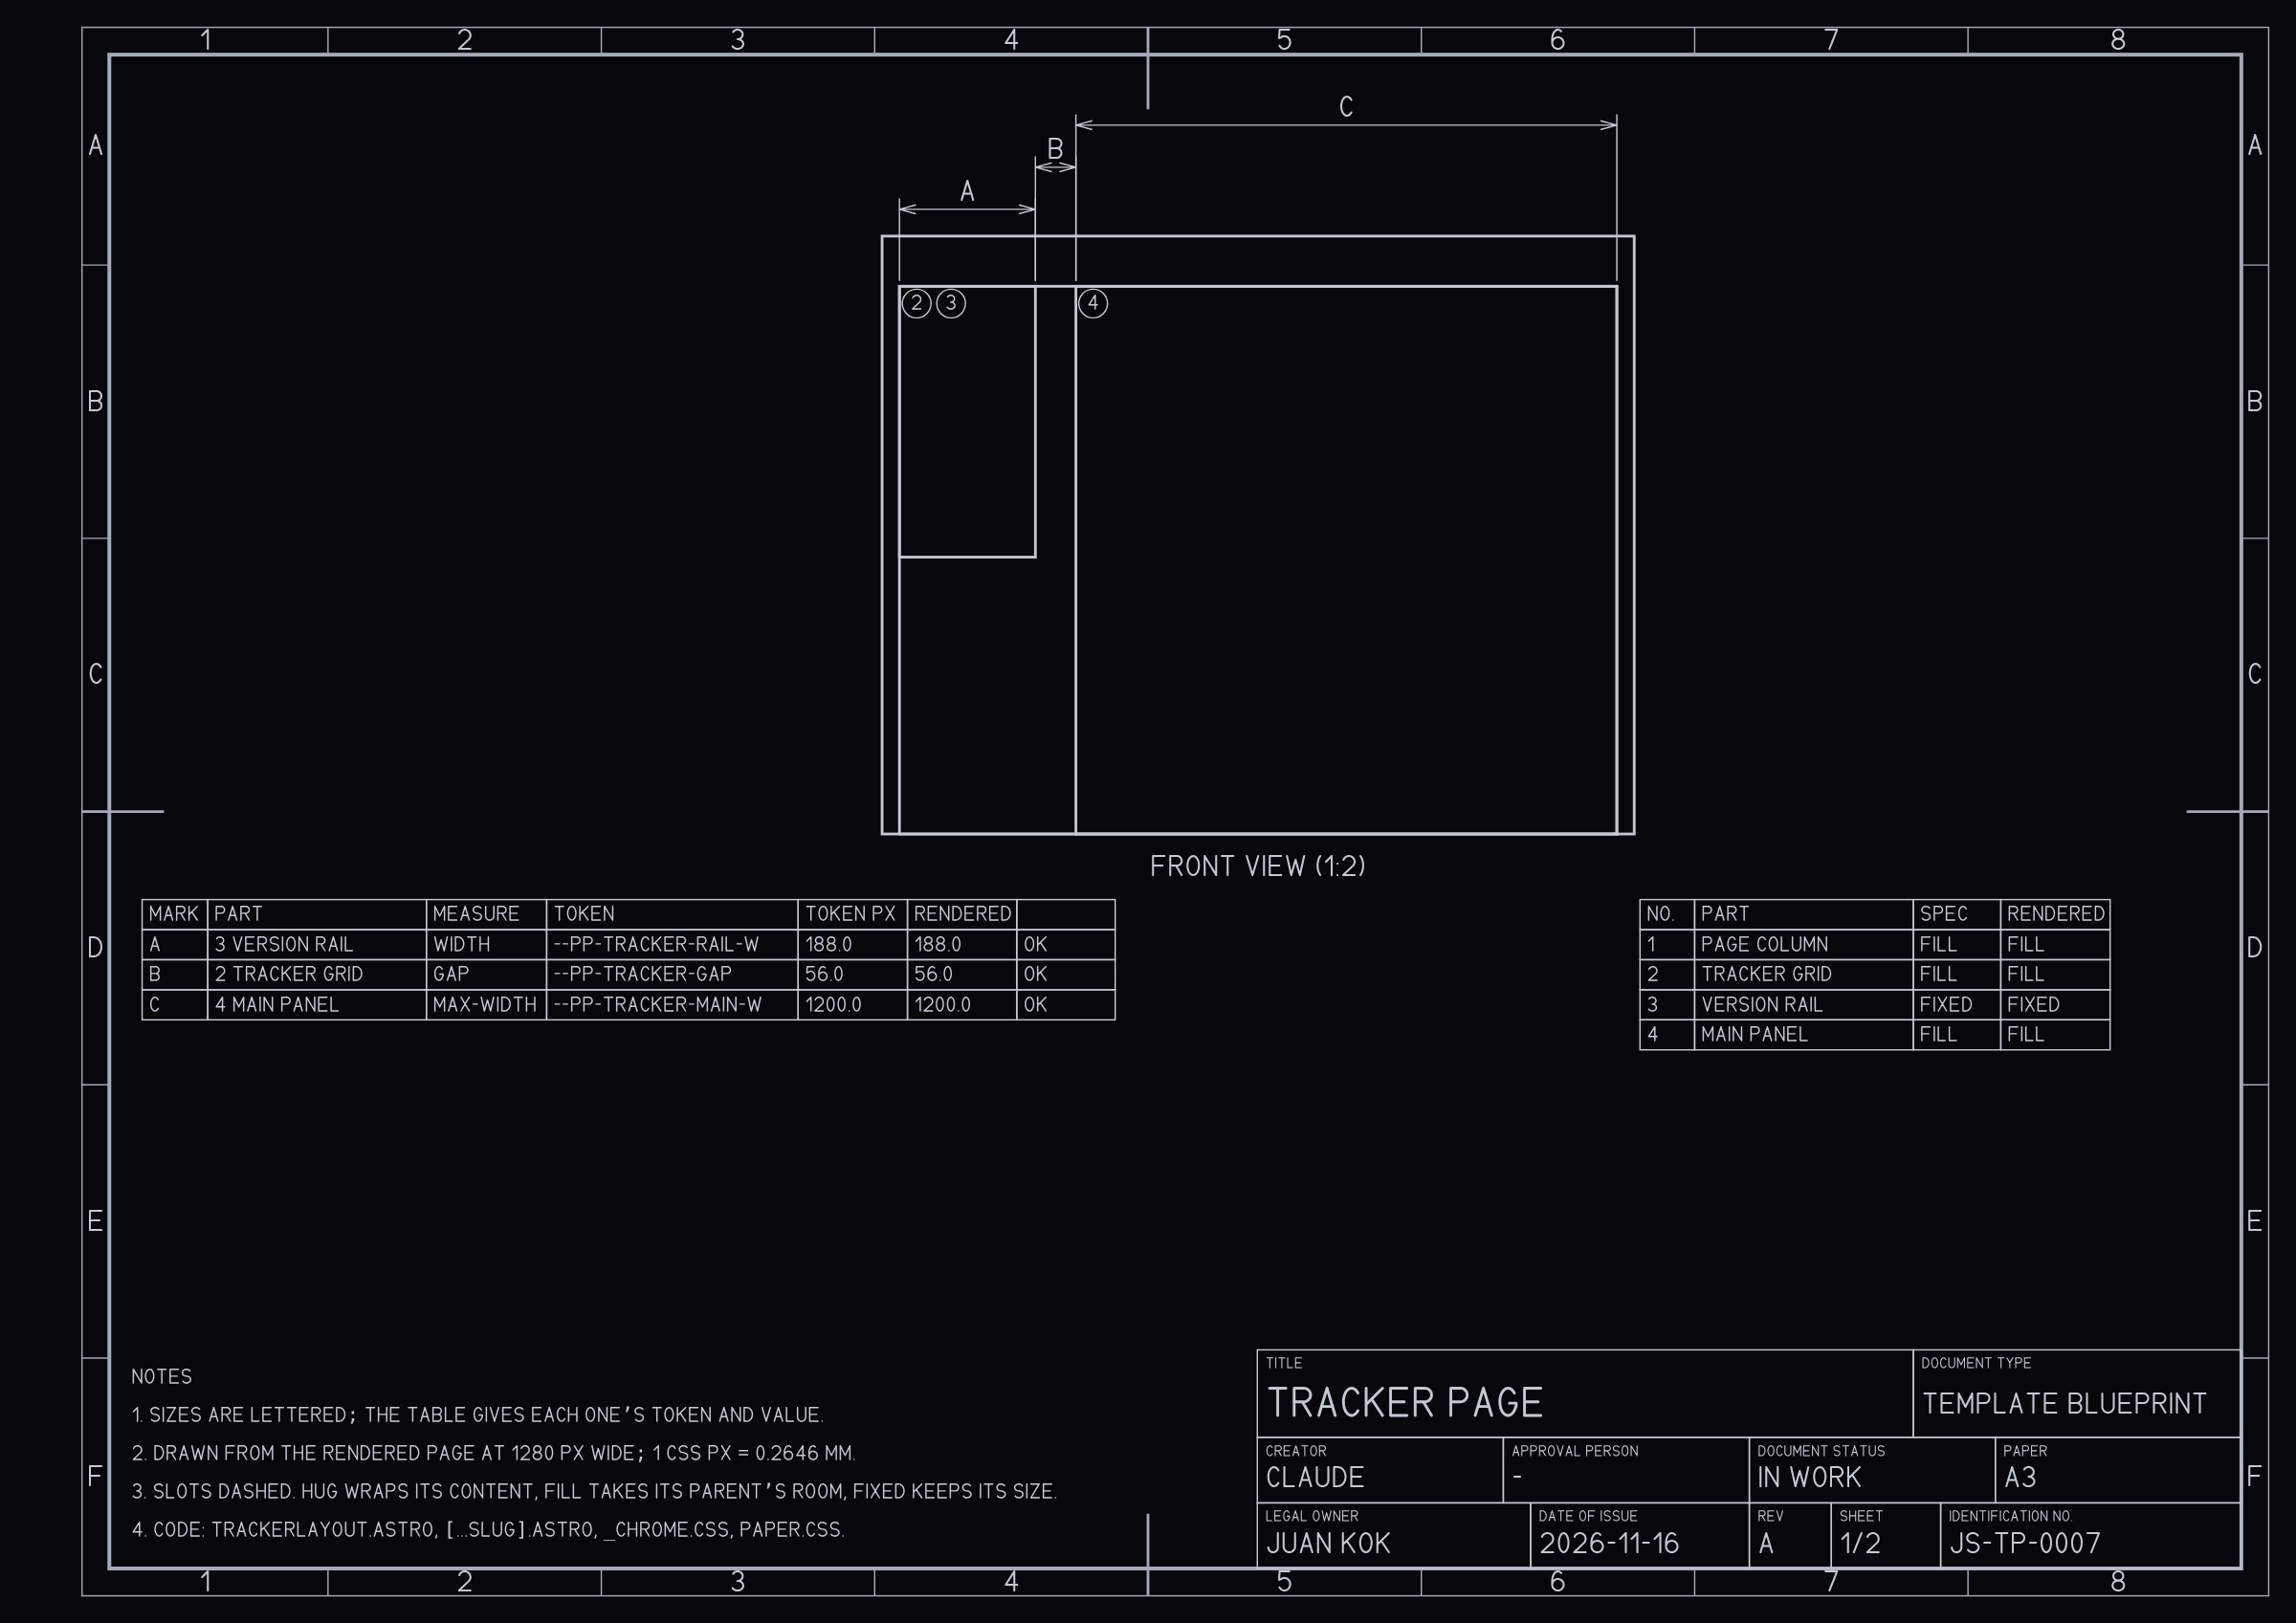 1 2 3 4 5 6 7 8
C
A A
B
A
2 3 4
B B
C C
FRONT VIEW (1:2)
MARK PART MEASURE TOKEN TOKEN PX RENDERED
A 3 VERSION RAIL WIDTH --PP-TRACKER-RAIL-W 188.0 188.0 OK
B 2 TRACKER GRID GAP --PP-TRACKER-GAP 56.0 56.0 OK
C 4 MAIN PANEL MAX-WIDTH --PP-TRACKER-MAIN-W 1200.0 1200.0 OK
NO. PART SPEC RENDERED
1 PAGE COLUMN FILL FILL
2 TRACKER GRID FILL FILL
3 VERSION RAIL FIXED FIXED
4 MAIN PANEL FILL FILL
D D
E E
NOTES
1. SIZES ARE LETTERED; THE TABLE GIVES EACH ONE'S TOKEN AND VALUE.
2. DRAWN FROM THE RENDERED PAGE AT 1280 PX WIDE; 1 CSS PX = 0.2646 MM.
3. SLOTS DASHED. HUG WRAPS ITS CONTENT, FILL TAKES ITS PARENT'S ROOM, FIXED KEEPS ITS SIZE.
4. CODE: TRACKERLAYOUT.ASTRO, [...SLUG].ASTRO, _CHROME.CSS, PAPER.CSS.
TITLE
TRACKER PAGE
DOCUMENT TYPE
TEMPLATE BLUEPRINT
CREATOR
CLAUDE
APPROVAL PERSON
-
DOCUMENT STATUS
IN WORK
PAPER
A3
LEGAL OWNER
JUAN KOK
DATE OF ISSUE
2026-11-16
REV
A
SHEET
1/2
IDENTIFICATION NO.
JS-TP-0007
F F
1 2 3 4 5 6 7 8